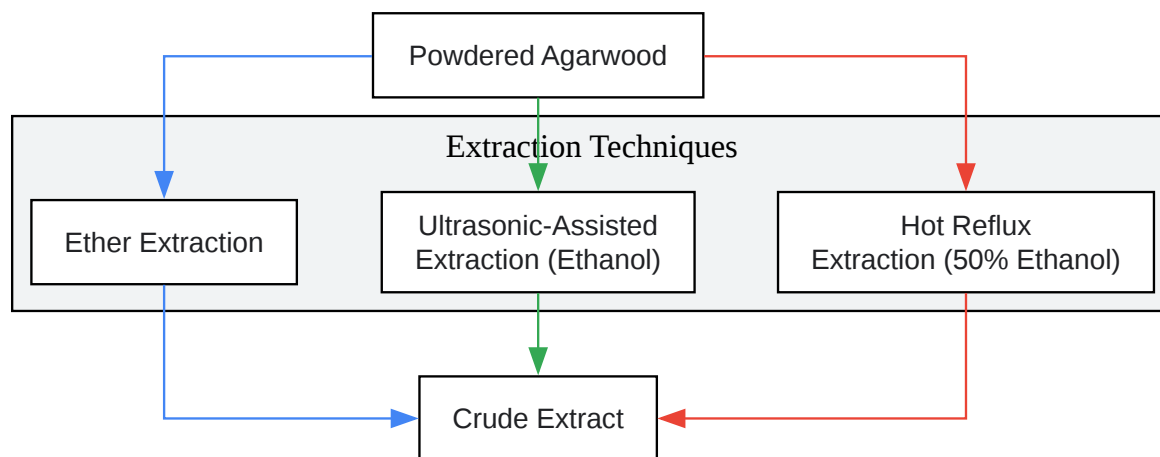 Powdered Agarwood
Extraction Techniques
Ether Extraction
Ultrasonic-Assisted
Extraction (Ethanol)
Hot Reflux
Extraction (50% Ethanol)
Crude Extract